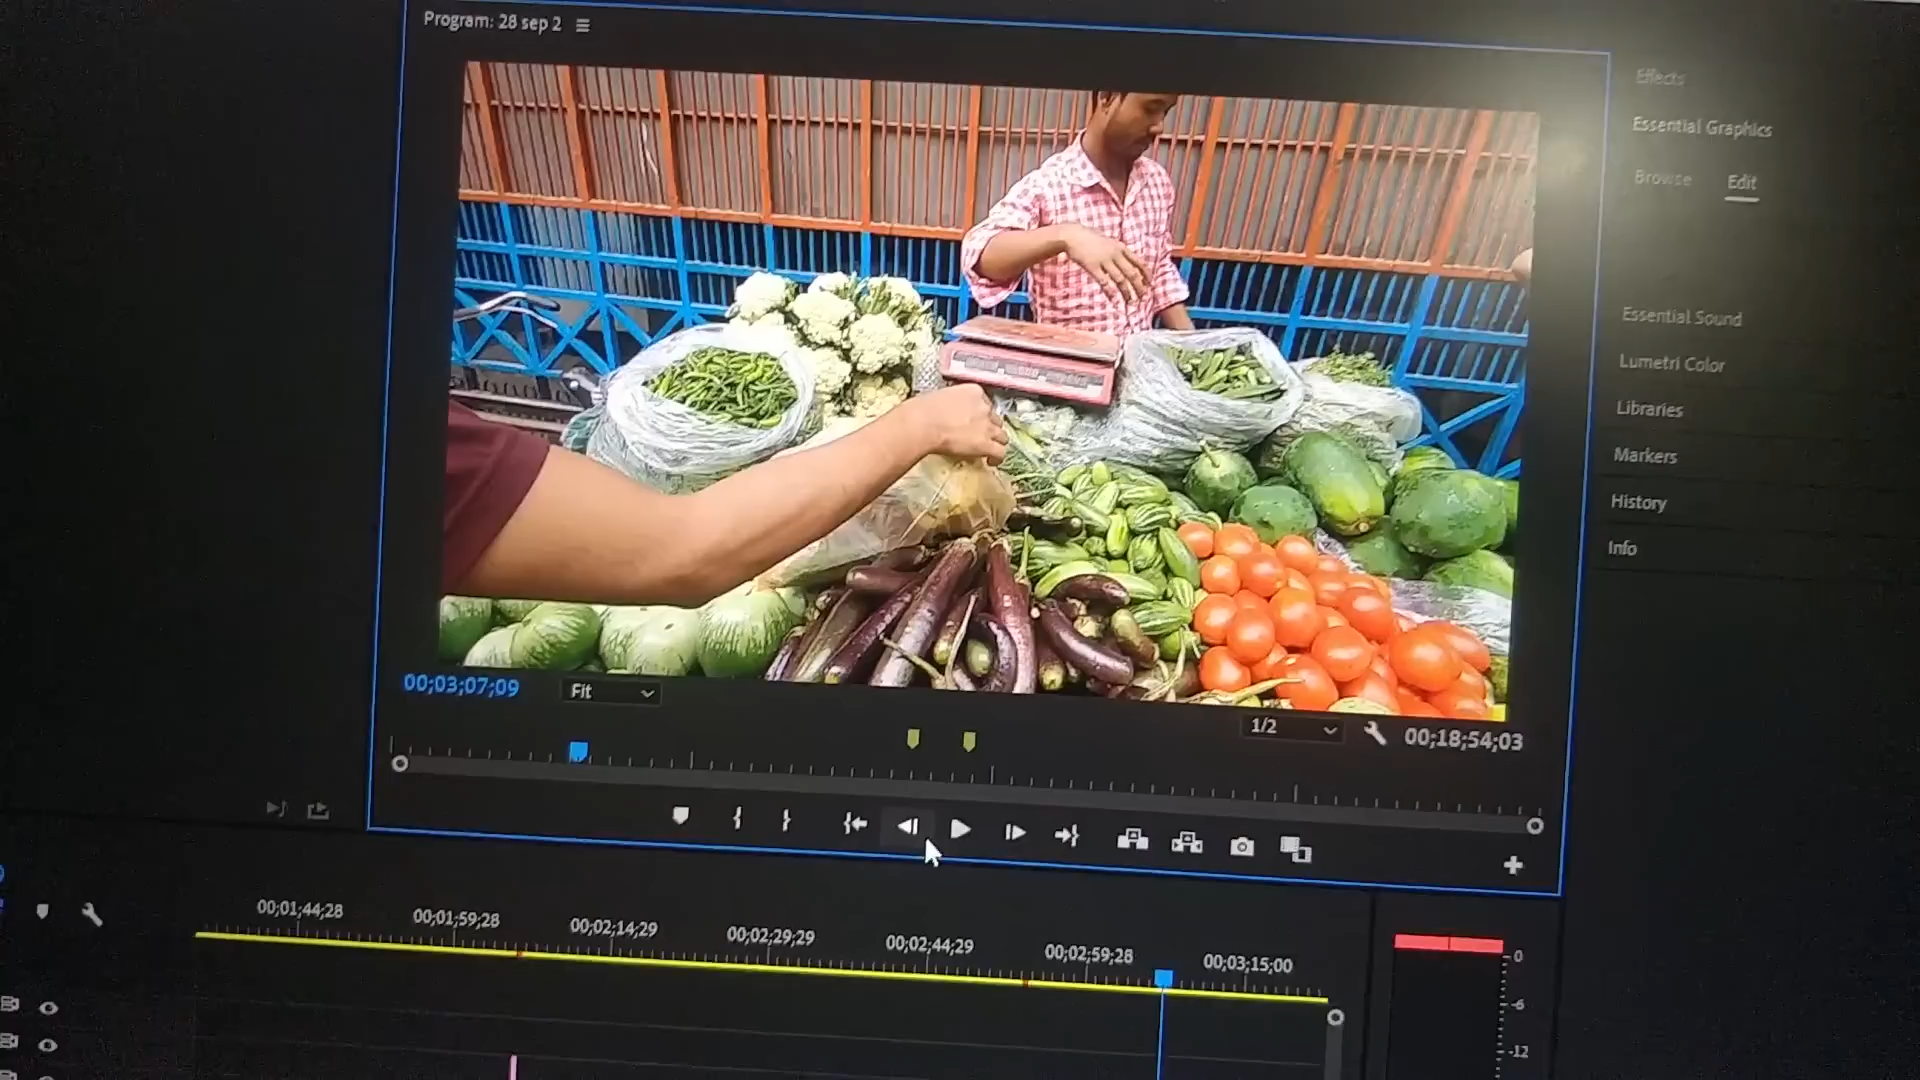 Program: 28 sep 2
Effects
Essential Graphics
Browse Edit
Essential Sound
Lumetri Color
Libraries
Markers
History
Info
00;03;07;09
Fit
1/2
00;18;54;03
00;01;44;28
00;01;59;28
00;02;14;29
00;02;29;29
00;02;44;29
00;02;59;28
00;03;15;00
0
-6
-12